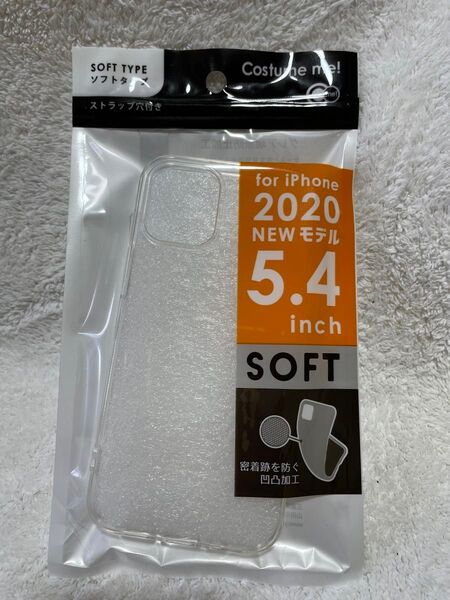 SOFT TYPE
ソフトタイプ
ストラップ穴付き
Costume me!
for iPhone
2020
NEWモデル
5.4
inch
SOFT
密着跡を防ぐ
凹凸加工